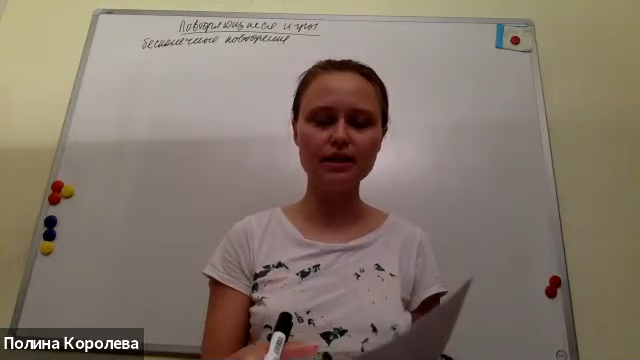 Повторяющиеся игры
бесконечные повторения
Полина Королева